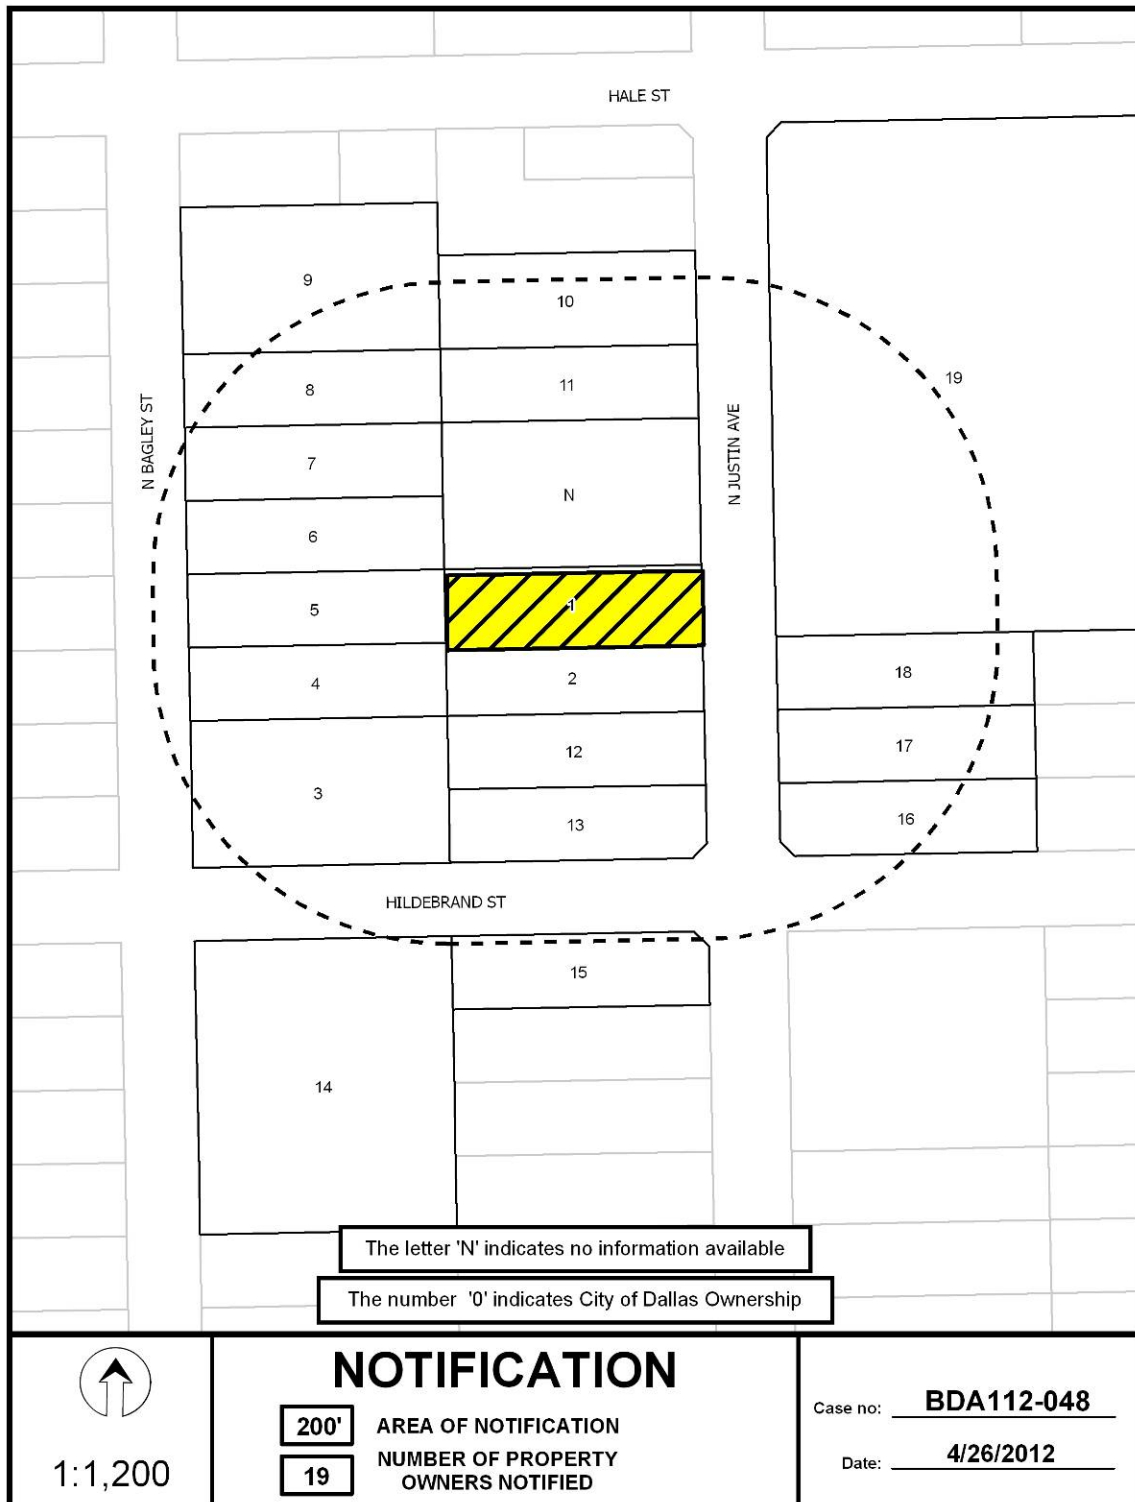 HALE ST
9
10
19
8
11
N BAGLEY ST
N JUSTIN AVE
7
N
6
1
5
18
2
4
17
12
3
16
13
HILDEBRAND ST
15
14
The letter 'N' indicates no information available
The number '0' indicates City of Dallas Ownership
1:1,200
NOTIFICATION
200' AREA OF NOTIFICATION
19 NUMBER OF PROPERTY
OWNERS NOTIFIED
Case no: BDA112-048
Date: 4/26/2012